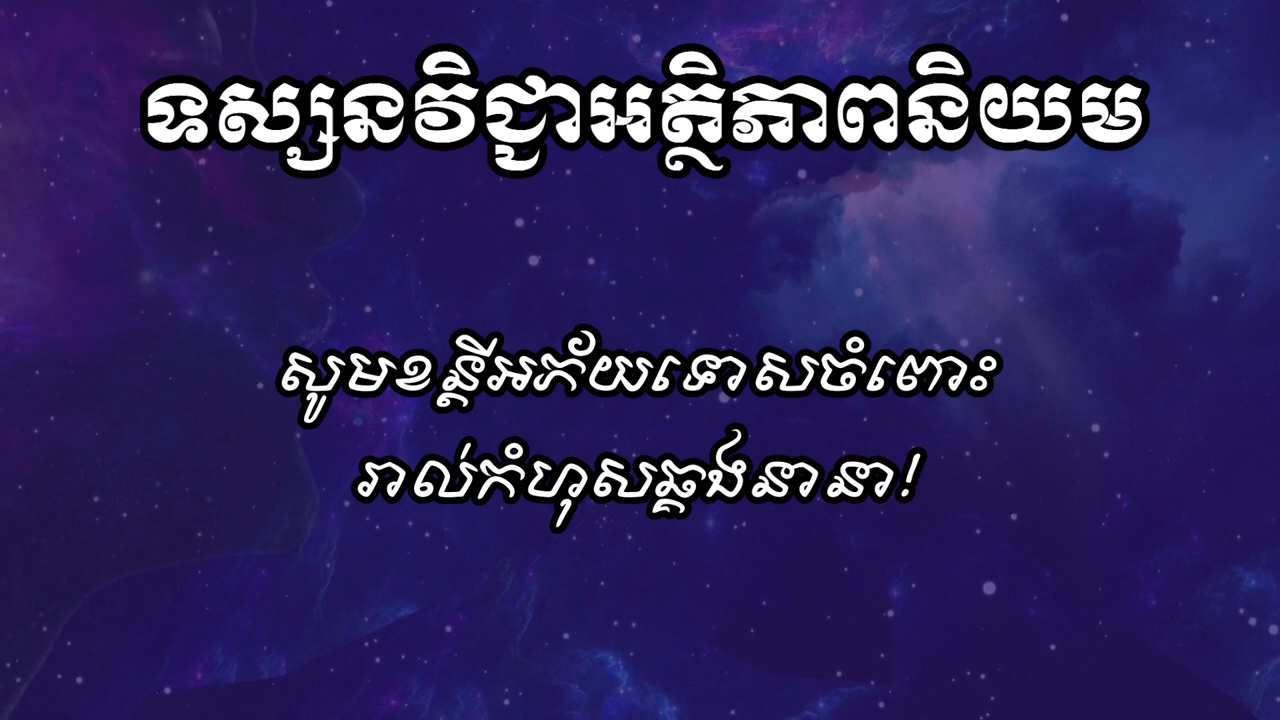 ទស្សនវិជ្ជាអត្ថិភាពនិយម
សូមខន្តីអភ័យទោសចំពោះ
រាល់កំហុសឆ្គងនានា!